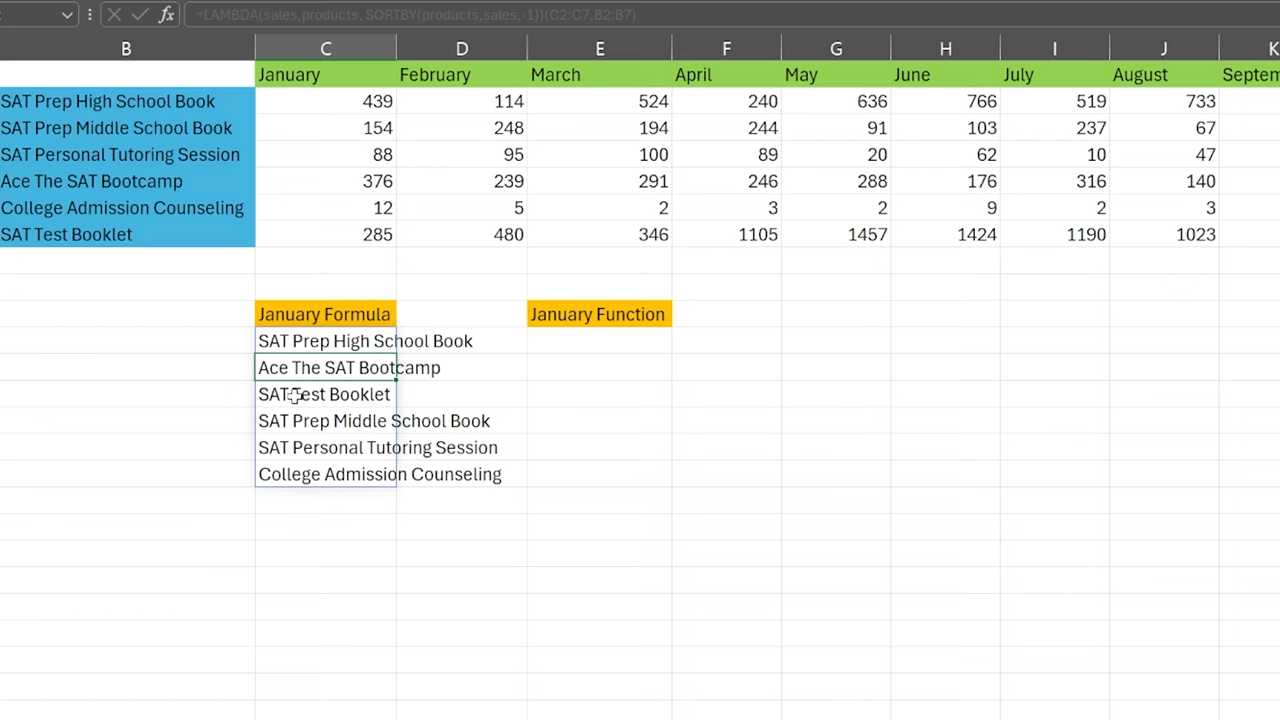 =LAMBDA(sales,products, SORTBY(products,sales,-1))(C2:C7,B2:B7)
B C D E F G H I J K
January February March April May June July August Septem
SAT Prep High School Book 439 114 524 240 636 766 519 733
SAT Prep Middle School Book 154 248 194 244 91 103 237 67
SAT Personal Tutoring Session 88 95 100 89 20 62 10 47
Ace The SAT Bootcamp 376 239 291 246 288 176 316 140
College Admission Counseling 12 5 2 3 2 9 2 3
SAT Test Booklet 285 480 346 1105 1457 1424 1190 1023
January Formula January Function
SAT Prep High School Book
Ace The SAT Bootcamp
SAT Test Booklet
SAT Prep Middle School Book
SAT Personal Tutoring Session
College Admission Counseling